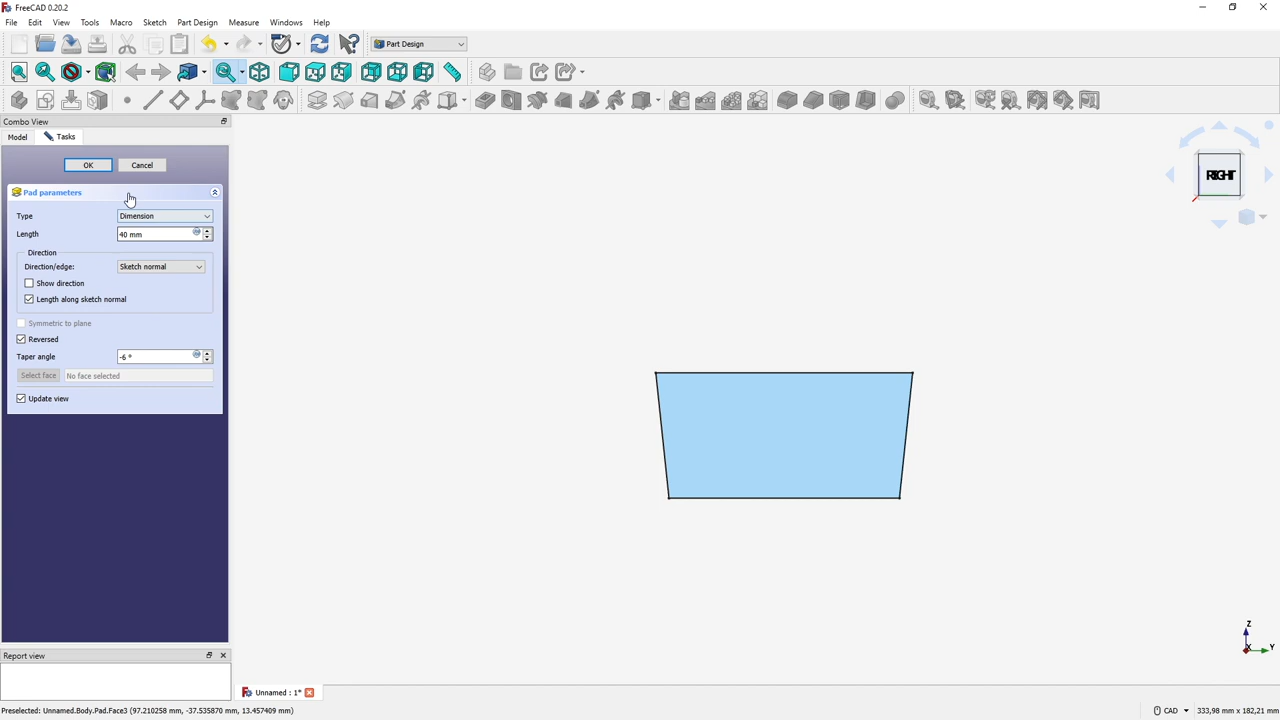 FreeCAD 0.20.2
File Edit View Tools Macro Sketch Part Design Measure Windows Help
Part Design
Combo View
Model Tasks
OK Cancel
Pad parameters
Type Dimension
Length 40 mm
Direction
Direction/edge: Sketch normal
Show direction
Length along sketch normal
Symmetric to plane
Reversed
Taper angle -6 °
Select face No face selected
Update view
RIGHT
Z
X Y
Report view
Unnamed : 1*
Preselected: Unnamed.Body.Pad.Face3 (97.210258 mm, -37.535870 mm, 13.457409 mm)
CAD 333,98 mm x 182,21 mm